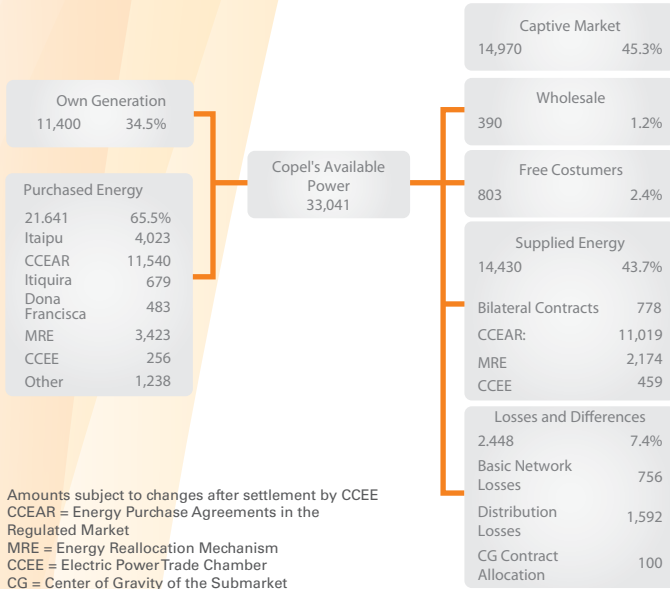 Own Generation
11,400 34.5%
Purchased Energy
21.641 65.5%
Itaipu 4,023
CCEAR 11,540
Itiquira 679
Dona
Francisca 483
MRE 3,423
CCEE 256
Other 1,238
Copel's Available
Power
33,041
Captive Market
14,970 45.3%
Wholesale
390 1.2%
Free Costumers
803 2.4%
Supplied Energy
14,430 43.7%
Bilateral Contracts 778
CCEAR: 11,019
MRE 2,174
CCEE 459
Losses and Differences
2.448 7.4%
Basic Network
Losses 756
Distribution
Losses 1,592
CG Contract
Allocation 100
Amounts subject to changes after settlement by CCEE
CCEAR = Energy Purchase Agreements in the
Regulated Market
MRE = Energy Reallocation Mechanism
CCEE = Electric Power Trade Chamber
CG = Center of Gravity of the Submarket